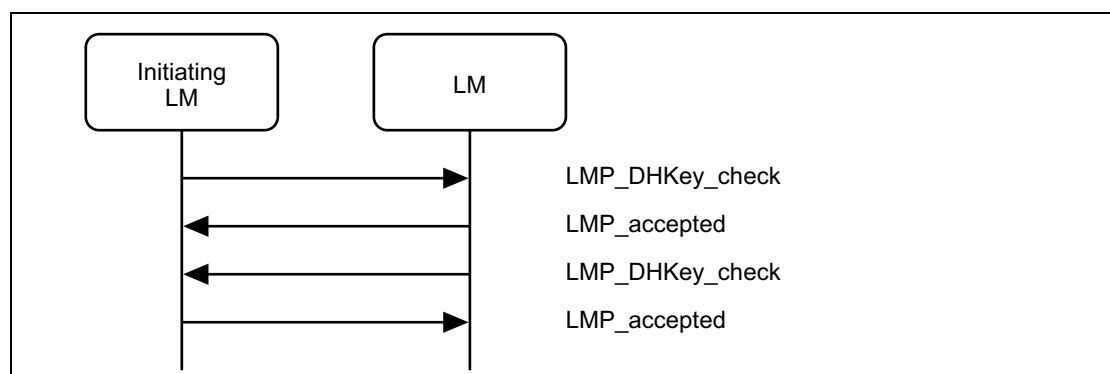 Initiating
LM
LM
LMP_DHKey_check
LMP_accepted
LMP_DHKey_check
LMP_accepted